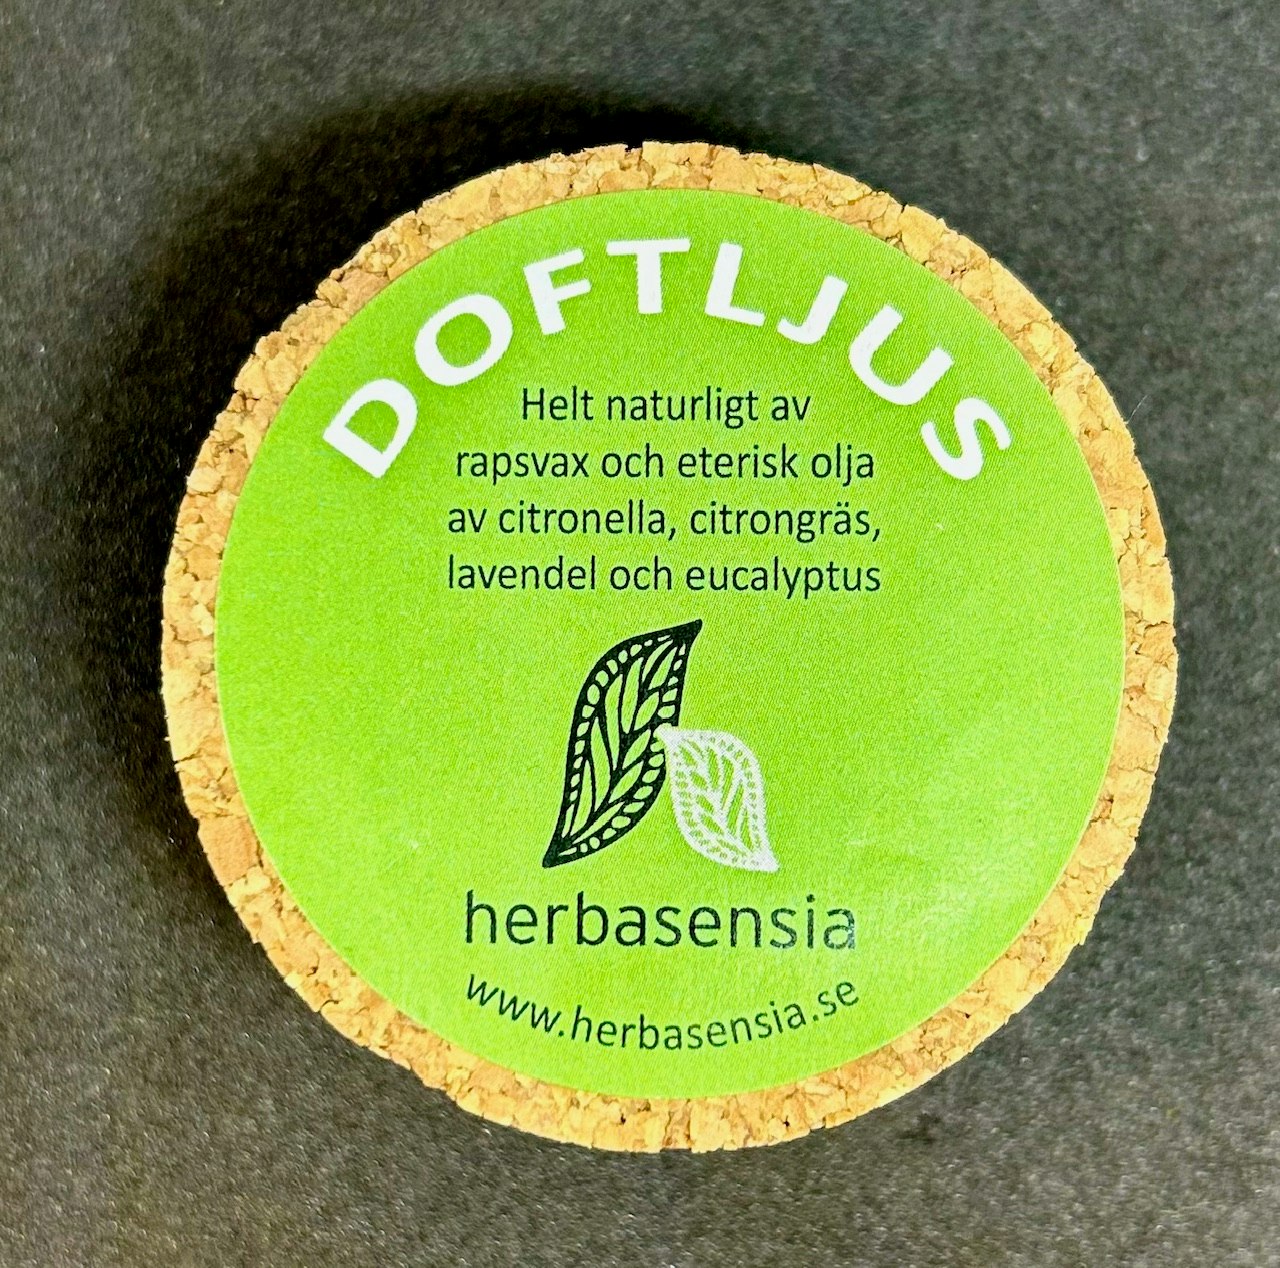 DOFTLJUS
Helt naturligt av
rapsvax och eterisk olja
av citronella, citrongräs,
lavendel och eucalyptus
herbasensia
www.herbasensia.se